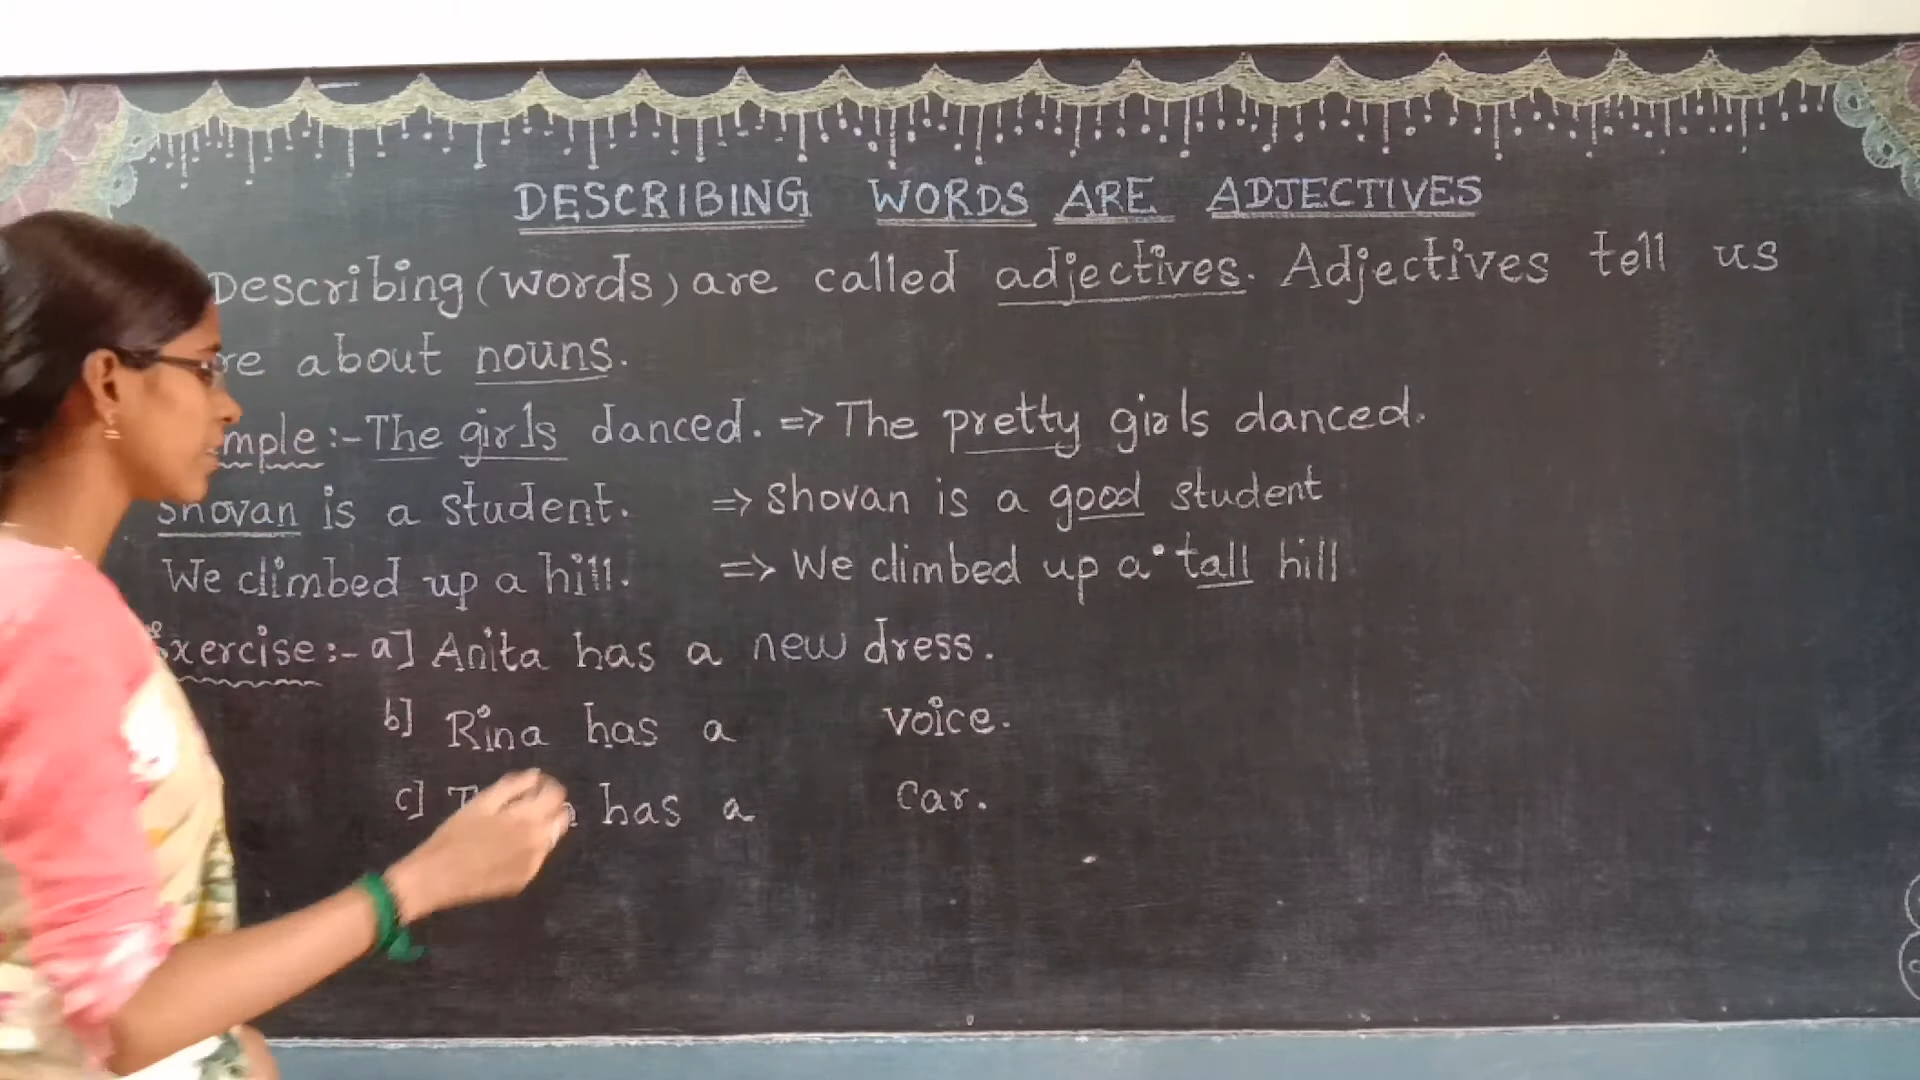 DESCRIBING WORDS ARE ADJECTIVES
Describing (words) are called adjectives. Adjectives tell us
about nouns.
:- The girls danced. => The pretty girls danced.
Shovan is a student. => Shovan is a good student
We climbed up a hill. => We climbed up a tall hill
Exercise :- a] Anita has a new dress.
b] Rina has a voice.
c] has a car.